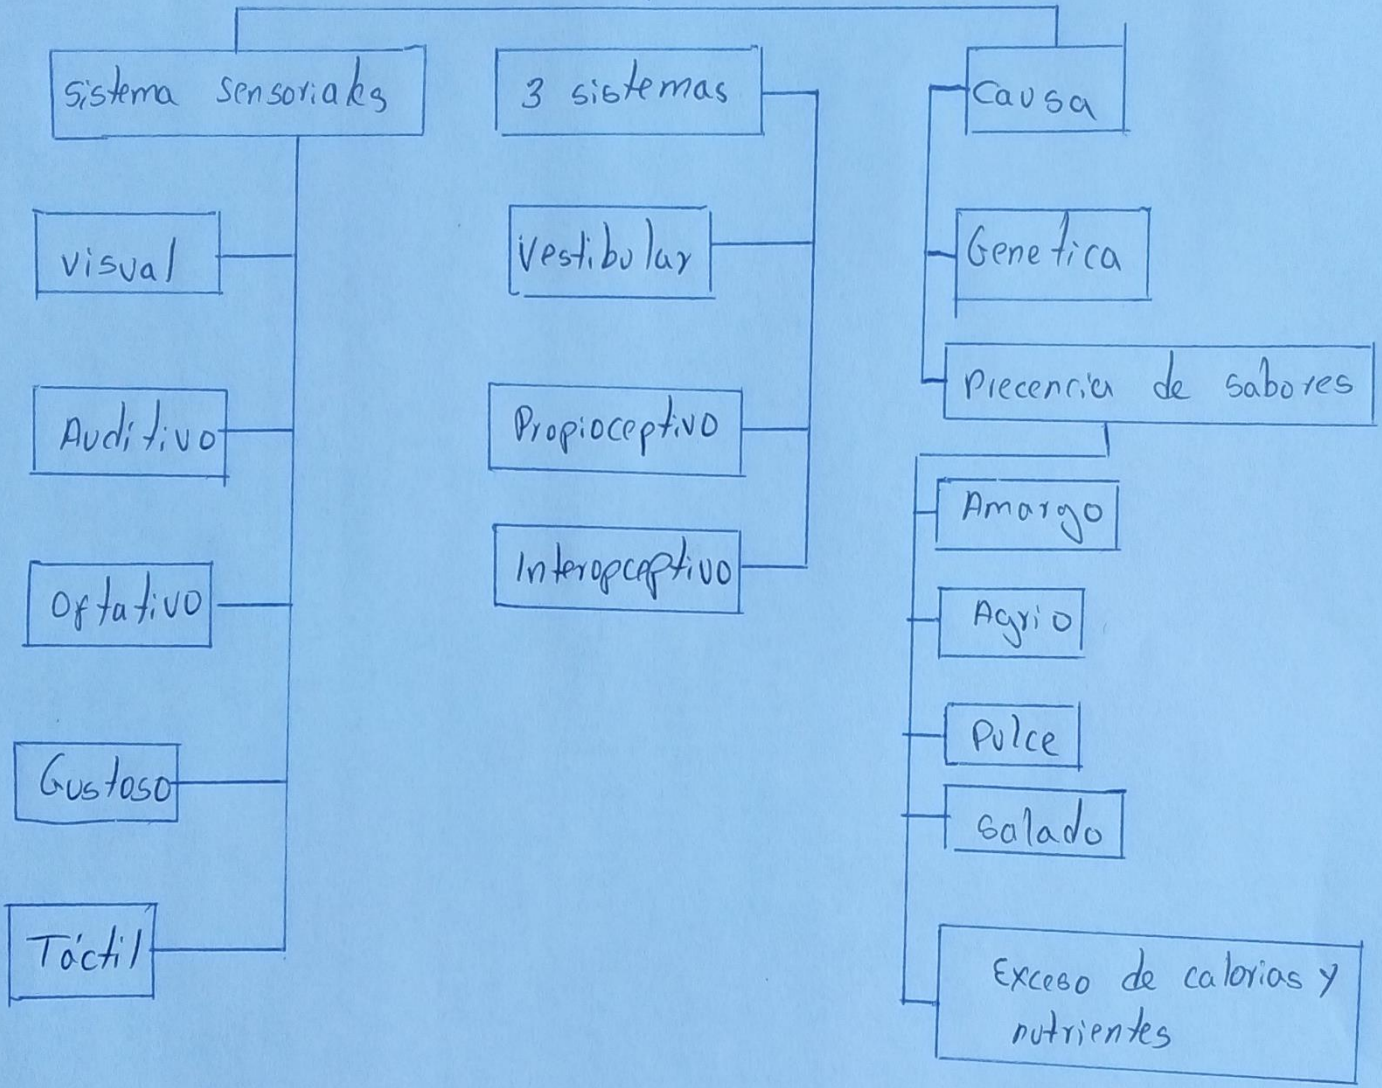 Sistema Sensoriales
Visual
Auditivo
Oftativo
Gustoso
Táctil
3 sistemas
Vestibular
Propioceptivo
Interopceptivo
Causa
Genetica
Precencia de sabores
Amargo
Agrio
Dulce
Salado
Exceso de calorias y
nutrientes